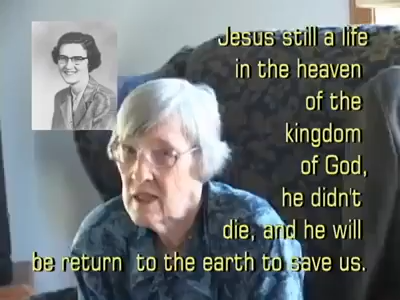 Jesus still a life
in the heaven
of the
kingdom
of God,
he didn't
die, and he will
be return to the earth to save us.